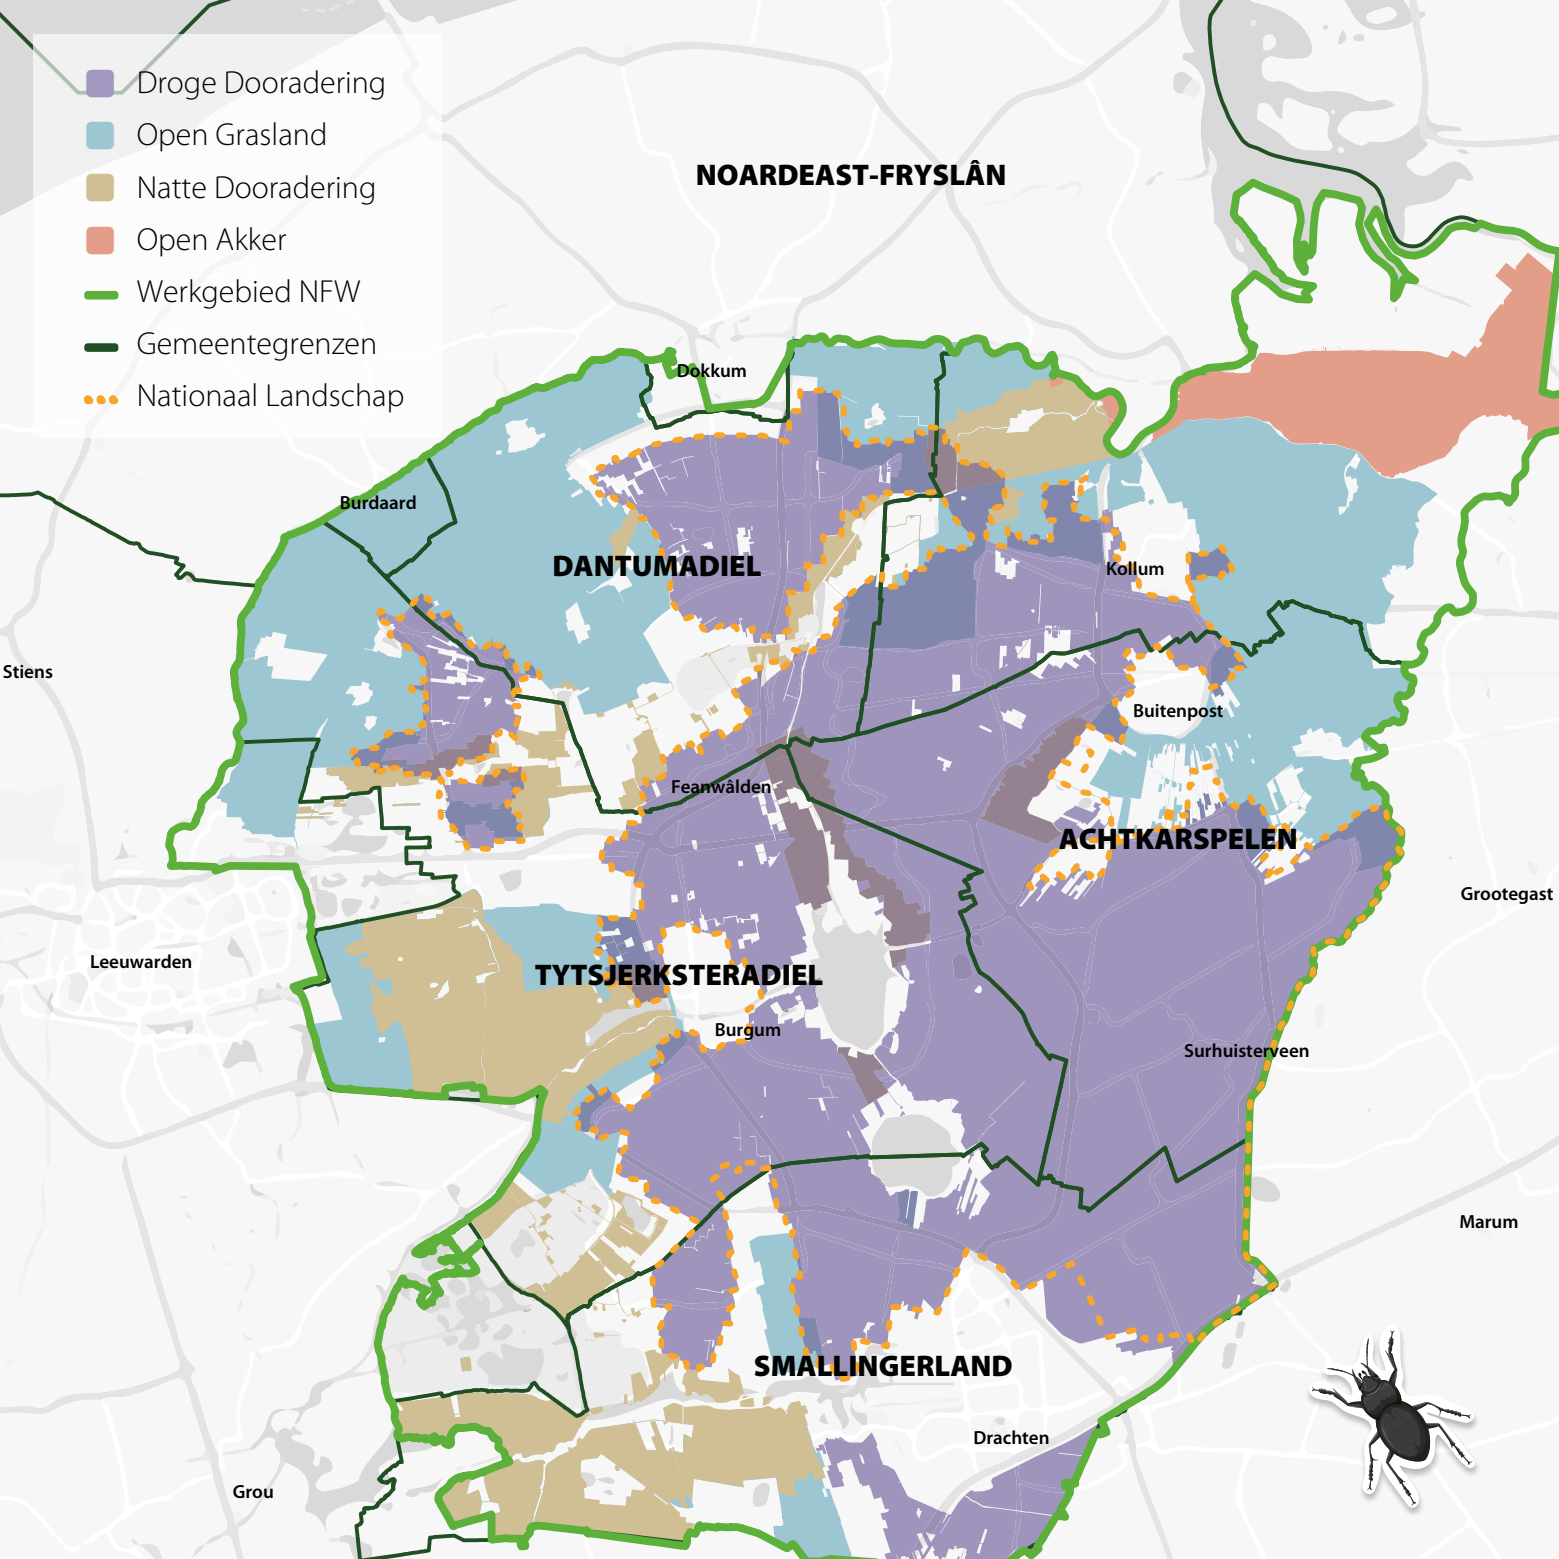 Droge Dooradering
Open Grasland
Natte Dooradering
Open Akker
Werkgebied NFW
Gemeentegrenzen
Nationaal Landschap
NOARDEAST-FRYSLÂN
Dokkum
Burdaard
DANTUMADIEL
Kollum
Stiens
Buitenpost
Feanwâlden
ACHTKARSPELEN
Grootegast
Leeuwarden
TYTSJERKSTERADIEL
Burgum
Surhuisterveen
Marum
SMALLINGERLAND
Drachten
Grou